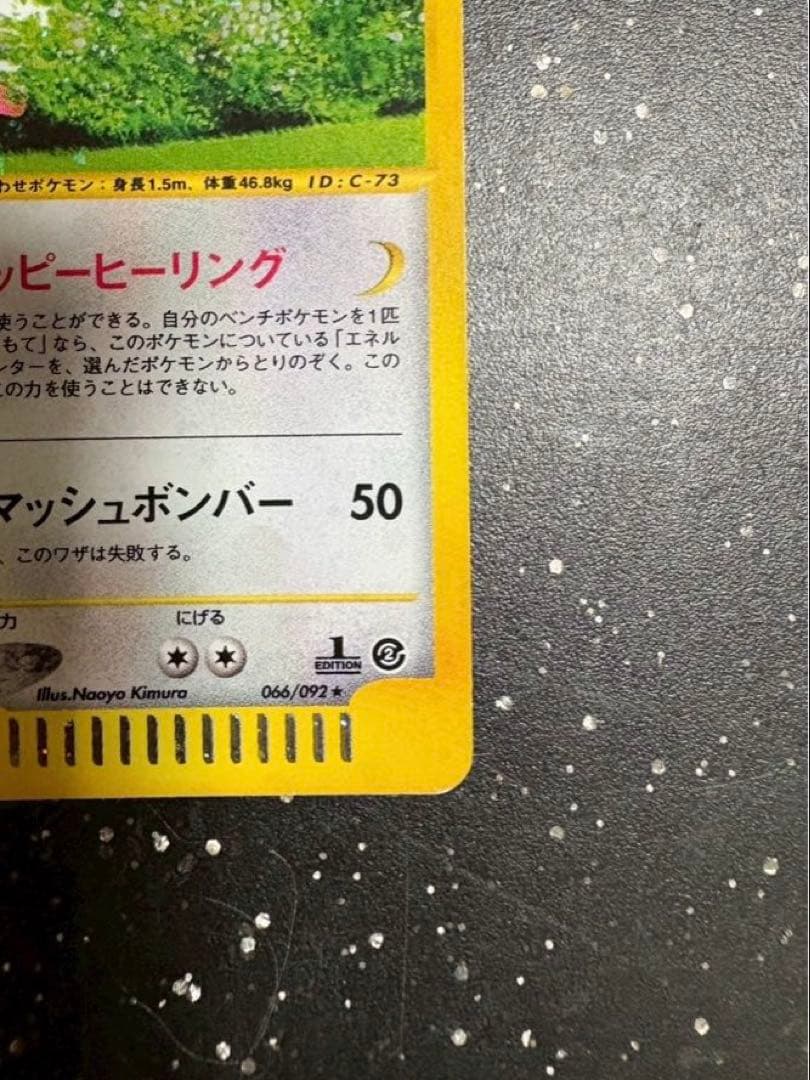 わせポケモン：身長1.5m、体重46.8kg ID:C-73
ッピーヒーリング
使うことができる。自分のベンチポケモンを1匹
もて」なら、このポケモンについている「エネル
ンターを、選んだポケモンからとりのぞく。この
の力を使うことはできない。
マッシュボンバー 50
、このワザは失敗する。
力 にげる
1 EDITION 2
Illus.Naoyo Kimura 066/092★